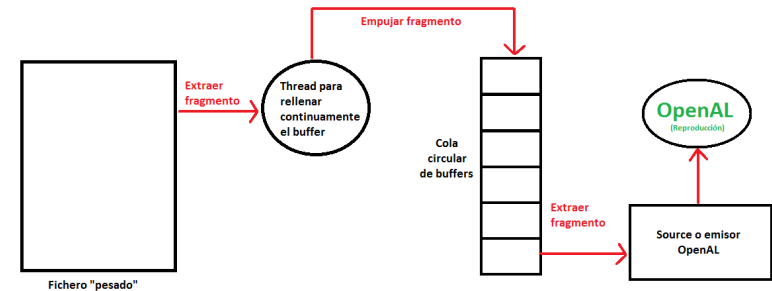 Empujar fragmento
Extraer
fragmento
Thread para
rellenar
continuamente
el buffer
Cola
circular
de buffers
OpenAL
(Reproducción)
Extraer
fragmento
Source o emisor
OpenAL
Fichero "pesado"